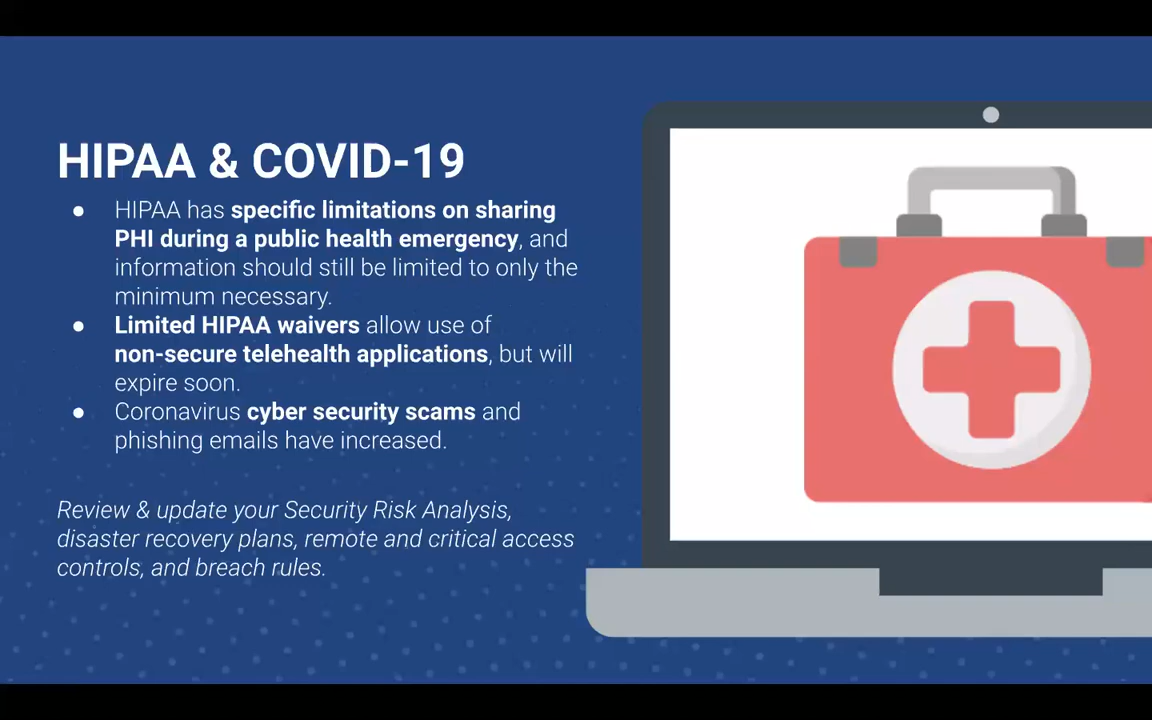 HIPAA & COVID-19
● HIPAA has specific limitations on sharing
PHI during a public health emergency, and
information should still be limited to only the
minimum necessary.
● Limited HIPAA waivers allow use of
non-secure telehealth applications, but will
expire soon.
● Coronavirus cyber security scams and
phishing emails have increased.
Review & update your Security Risk Analysis,
disaster recovery plans, remote and critical access
controls, and breach rules.